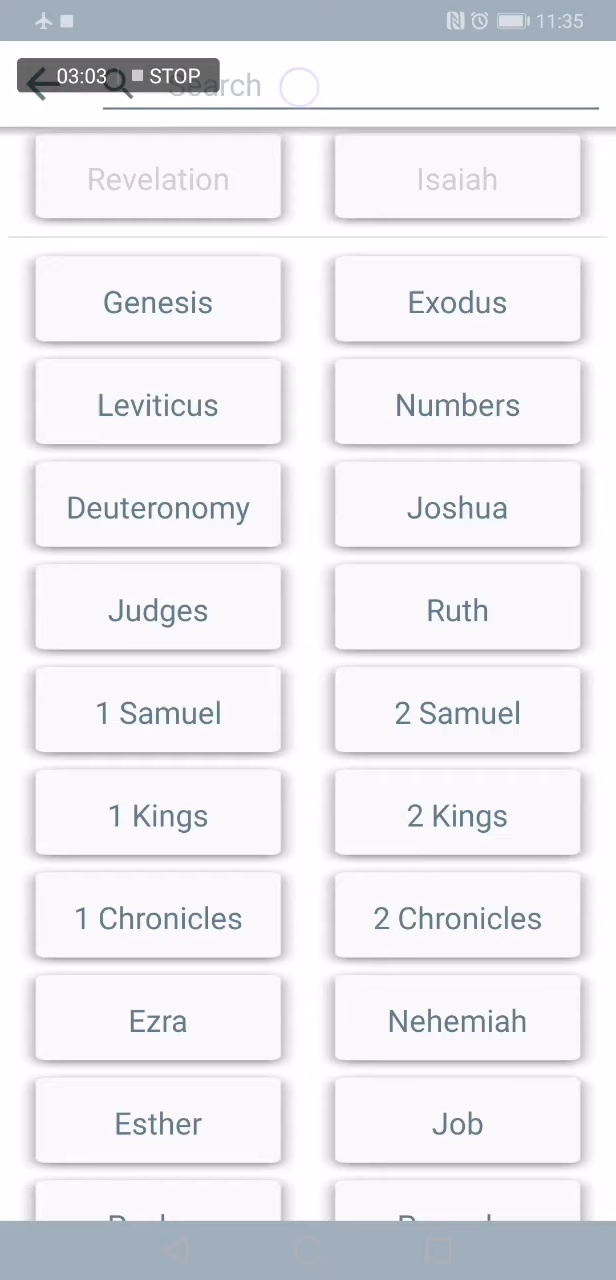 11:35
03:03 STOP
Search
Revelation Isaiah
Genesis Exodus
Leviticus Numbers
Deuteronomy Joshua
Judges Ruth
1 Samuel 2 Samuel
1 Kings 2 Kings
1 Chronicles 2 Chronicles
Ezra Nehemiah
Esther Job